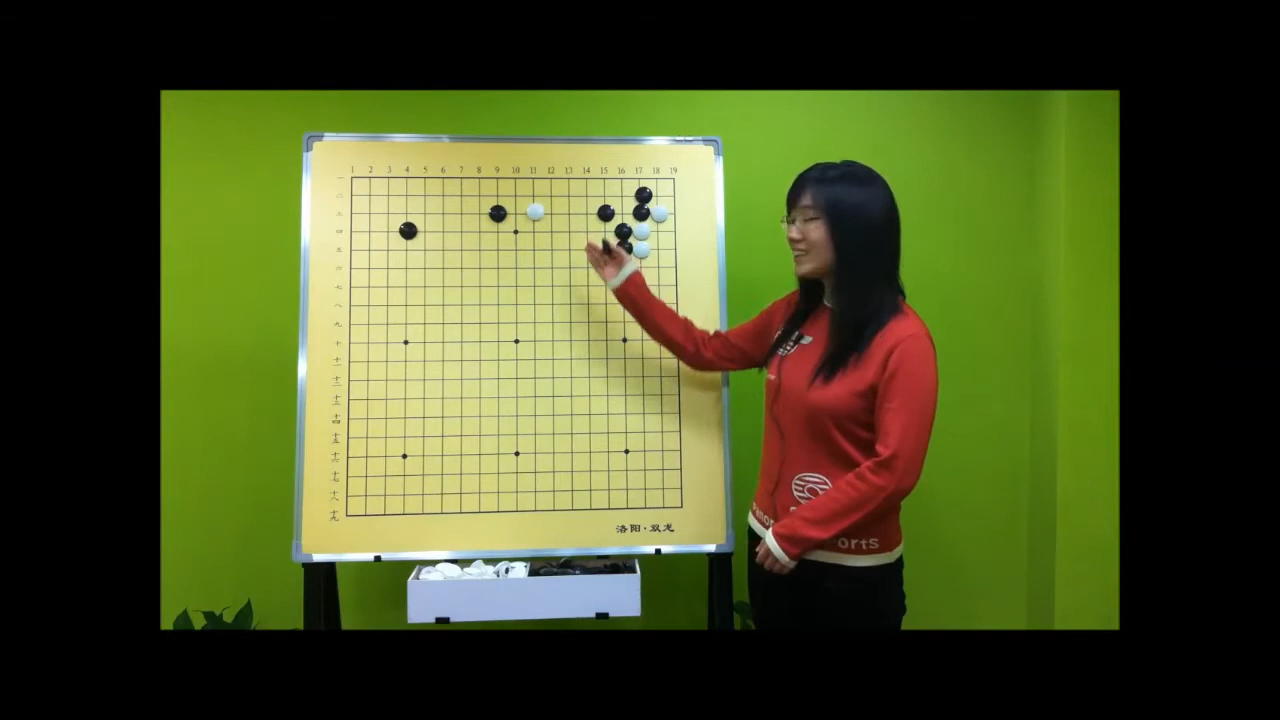 1 2 3 4 5 6 7 8 9 10 11 12 13 14 15 16 17 18 19
一
二
三
四
五
六
七
八
九
十
十一
十二
十三
十四
十五
十六
十七
十八
十九
洛阳·双龙
orts